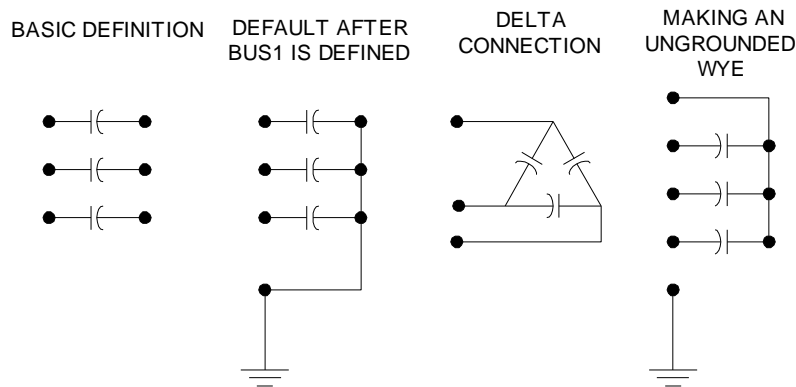 BASIC DEFINITION
DEFAULT AFTER
BUS1 IS DEFINED
DELTA
CONNECTION
MAKING AN
UNGROUNDED
WYE